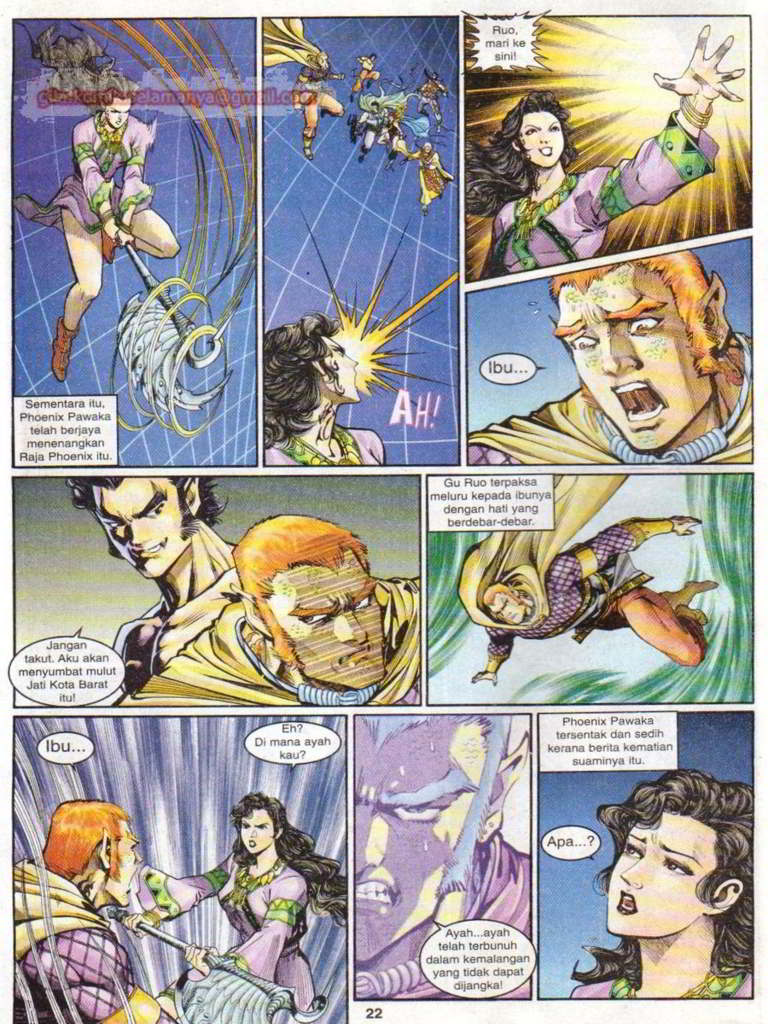 Sementara itu,
Phoenix Pawaka
telah berjaya
menenangkan
Raja Phoenix itu.
AH!
Ruo,
mari ke
sini!
Ibu...
Jangan
takut. Aku akan
menyumbat mulut
Jati Kota Barat
itu!
Gu Ruo terpaksa
meluru kepada ibunya
dengan hati yang
berdebar-debar.
Ibu...
Eh?
Di mana ayah
kau?
Ayah...ayah
telah terbunuh
dalam kemalangan
yang tidak dapat
dijangka!
Phoenix Pawaka
tersentak dan sedih
kerana berita kematian
suaminya itu.
Apa...?
22